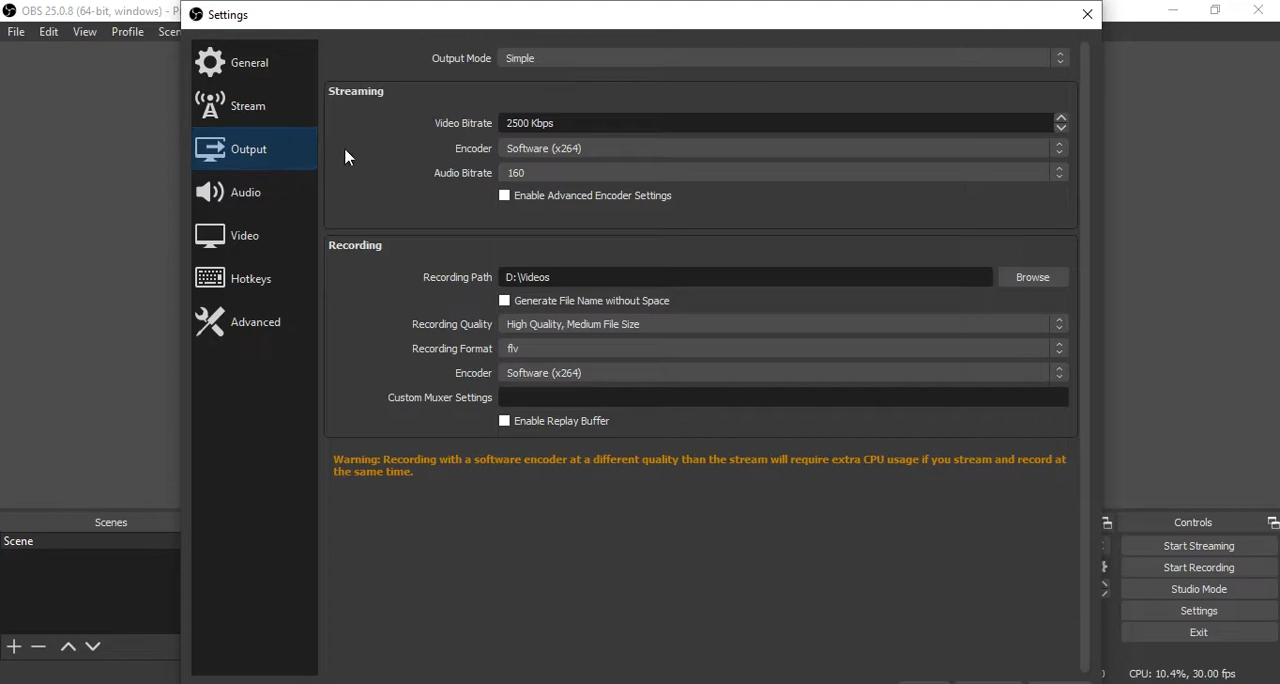 OBS 25.0.8 (64-bit, windows) - P
Settings
File Edit View Profile Scen
General
Stream
Output
Audio
Video
Hotkeys
Advanced
Output Mode Simple
Streaming
Video Bitrate 2500 Kbps
Encoder Software (x264)
Audio Bitrate 160
Enable Advanced Encoder Settings
Recording
Recording Path D:\Videos Browse
Generate File Name without Space
Recording Quality High Quality, Medium File Size
Recording Format flv
Encoder Software (x264)
Custom Muxer Settings
Enable Replay Buffer
Warning: Recording with a software encoder at a different quality than the stream will require extra CPU usage if you stream and record at
the same time.
Scenes
Scene
Controls
Start Streaming
Start Recording
Studio Mode
Settings
Exit
CPU: 10.4%, 30.00 fps